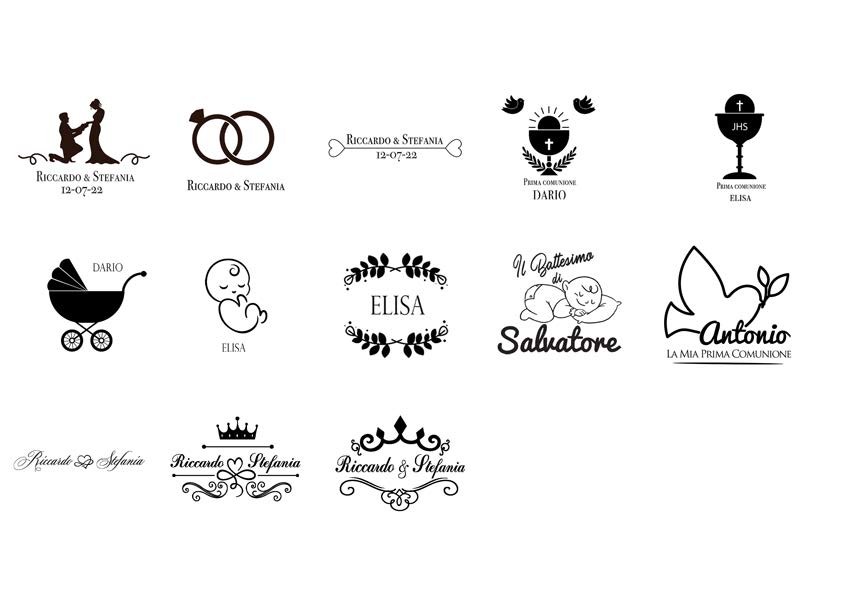 Riccardo & Stefania
12-07-22
Riccardo & Stefania
Riccardo & Stefania
12-07-22
Prima comunione
DARIO
JHS
Prima comunione
ELISA
DARIO
ELISA
ELISA
Il Battesimo
di
Salvatore
Antonio
La Mia Prima Comunione
Riccardo Stefania
Riccardo Stefania
Riccardo & Stefania